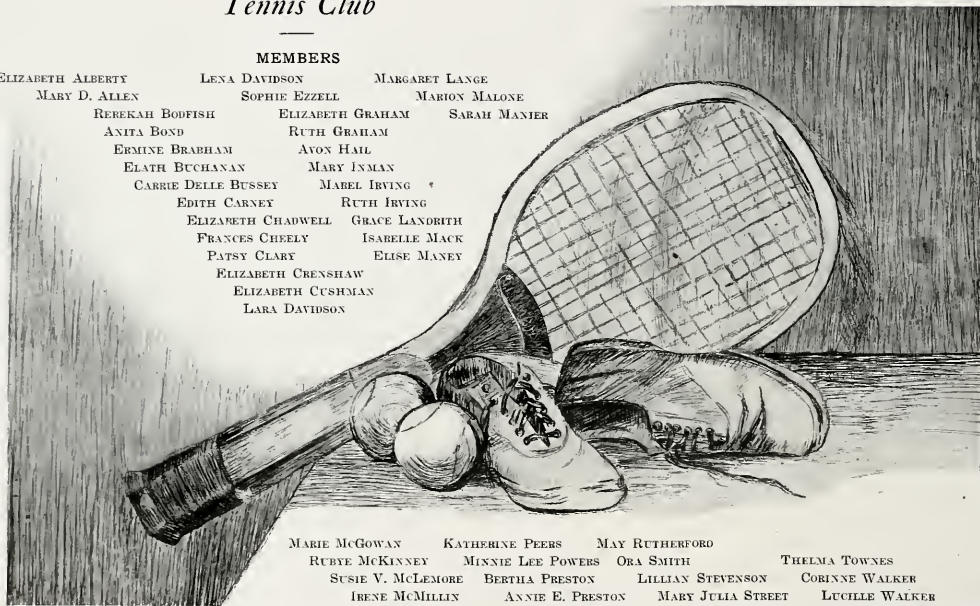 Tennis Club
MEMBERS
ELIZABETH ALBERTY LENA DAVIDSON MARGARET LANGE
MARY D. ALLEN SOPHIE EZZELL MARION MALONE
REBEKAH BODFISH ELIZABETH GRAHAM SARAH MANIER
ANITA BOND RUTH GRAHAM
ERMINE BRABHAM AVON HAIL
ELATH BUCHANAN MARY INMAN
CARRIE DELLE BUSSEY MABEL IRVING
EDITH CARNEY RUTH IRVING
ELIZABETH CHADWELL GRACE LANDRITH
FRANCES CHEELY ISABELLE MACK
PATSY CLARY ELISE MANEY
ELIZABETH CRENSHAW
ELIZABETH CUSHMAN
LARA DAVIDSON
MARIE MCGOWAN KATHERINE PEERS MAY RUTHERFORD
RUBYE MCKINNEY MINNIE LEE POWERS ORA SMITH THELMA TOWNES
SUSIE V. MCLEMORE BERTHA PRESTON LILLIAN STEVENSON CORINNE WALKER
IRENE MCMILLIN ANNIE E. PRESTON MARY JULIA STREET LUCILLE WALKER